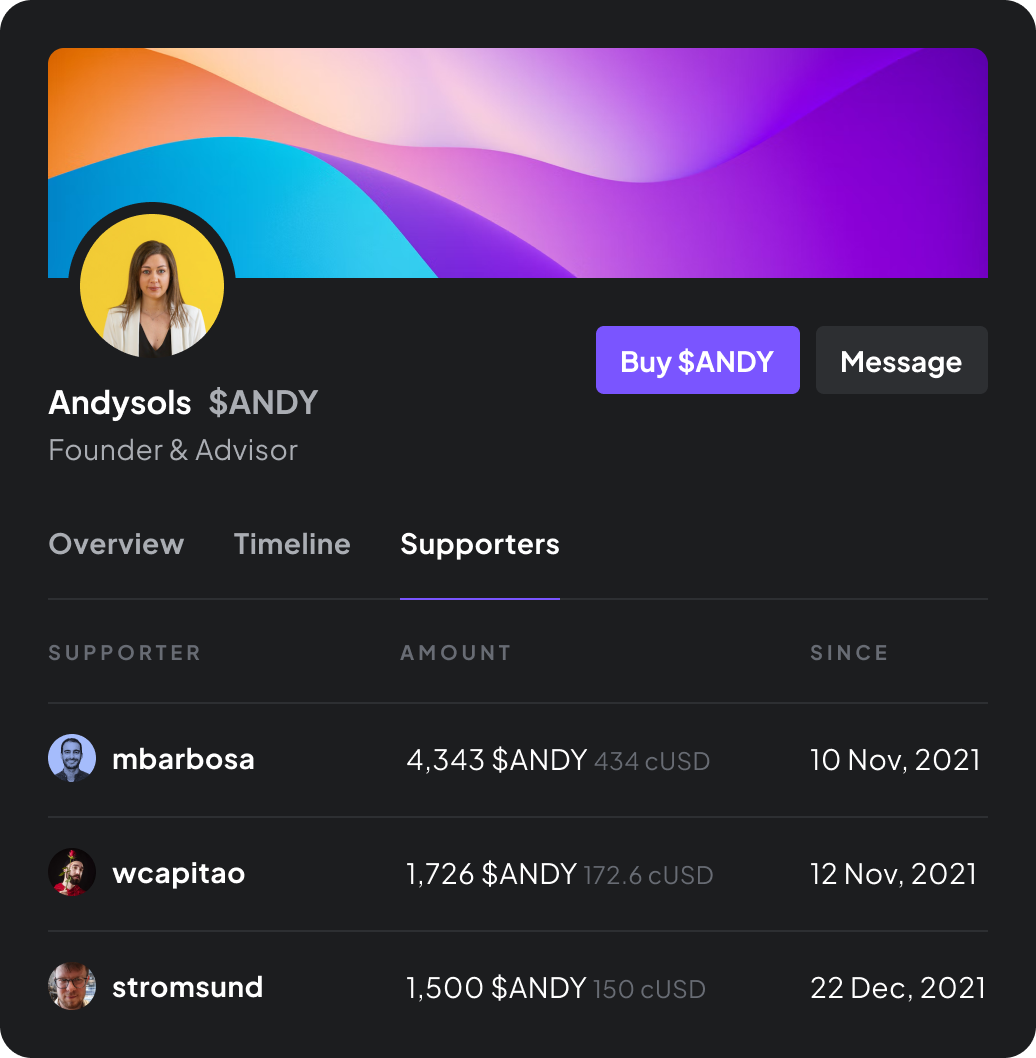 Buy $ANDY Message
Andysols $ANDY
Founder & Advisor
Overview Timeline Supporters
SUPPORTER AMOUNT SINCE
mbarbosa 4,343 $ANDY 434 cUSD 10 Nov, 2021
wcapitao 1,726 $ANDY 172.6 cUSD 12 Nov, 2021
stromsund 1,500 $ANDY 150 cUSD 22 Dec, 2021